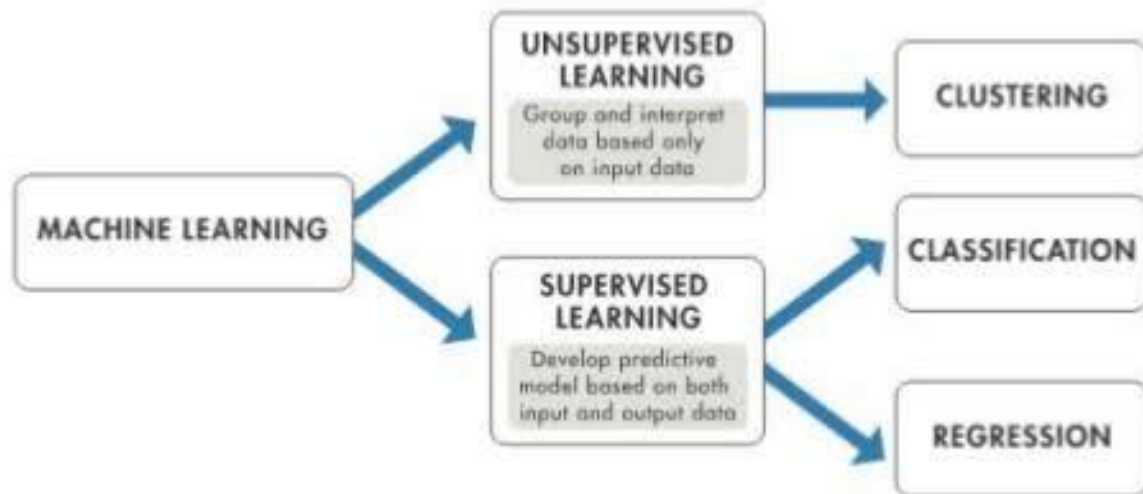 UNSUPERVISED
LEARNING
Group and interpret
data based only
on input data
CLUSTERING
MACHINE LEARNING
SUPERVISED
LEARNING
Develop predictive
model based on both
input and output data
CLASSIFICATION
REGRESSION